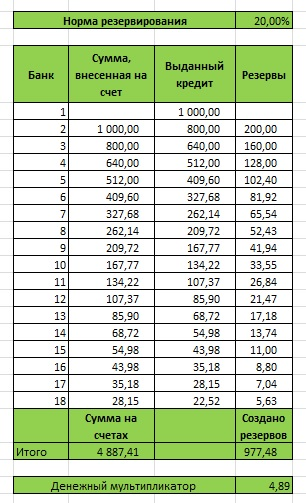 Норма резервирования 20,00%
Банк Сумма, внесенная на счет Выданный кредит Резервы
1 1 000,00
2 1 000,00 800,00 200,00
3 800,00 640,00 160,00
4 640,00 512,00 128,00
5 512,00 409,60 102,40
6 409,60 327,68 81,92
7 327,68 262,14 65,54
8 262,14 209,72 52,43
9 209,72 167,77 41,94
10 167,77 134,22 33,55
11 134,22 107,37 26,84
12 107,37 85,90 21,47
13 85,90 68,72 17,18
14 68,72 54,98 13,74
15 54,98 43,98 11,00
16 43,98 35,18 8,80
17 35,18 28,15 7,04
18 28,15 22,52 5,63
Сумма на счетах Создано резервов
Итого 4 887,41 977,48
Денежный мультипликатор 4,89